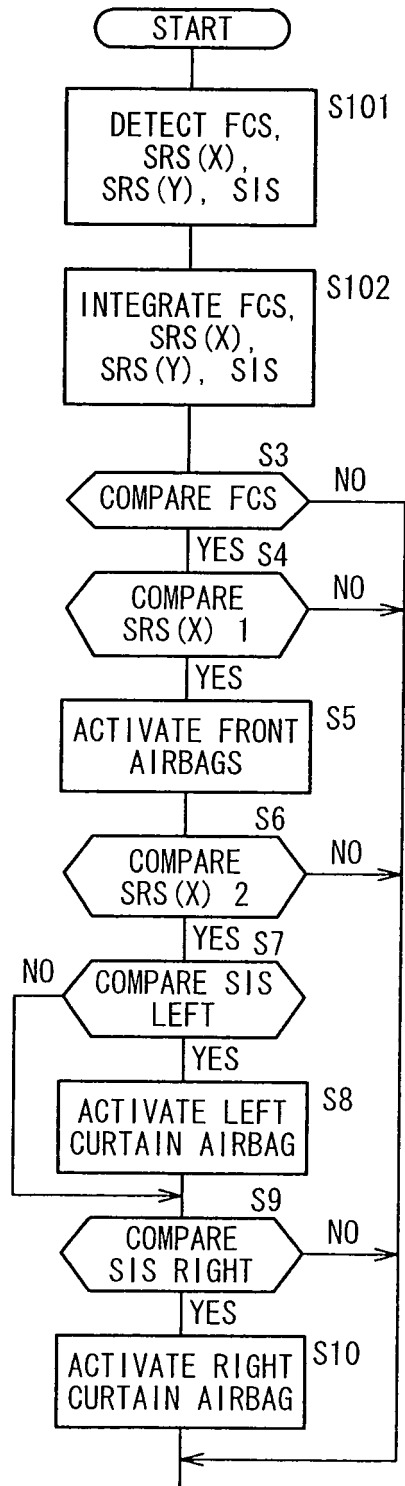 START
S101
DETECT FCS,
SRS(X),
SRS(Y), SIS
S102
INTEGRATE FCS,
SRS(X),
SRS(Y), SIS
S3
COMPARE FCS
NO
YES
S4
COMPARE
SRS(X) 1
NO
YES
S5
ACTIVATE FRONT
AIRBAGS
S6
COMPARE
SRS(X) 2
NO
YES
S7
NO
COMPARE SIS
LEFT
YES
S8
ACTIVATE LEFT
CURTAIN AIRBAG
S9
COMPARE
SIS RIGHT
NO
YES
S10
ACTIVATE RIGHT
CURTAIN AIRBAG